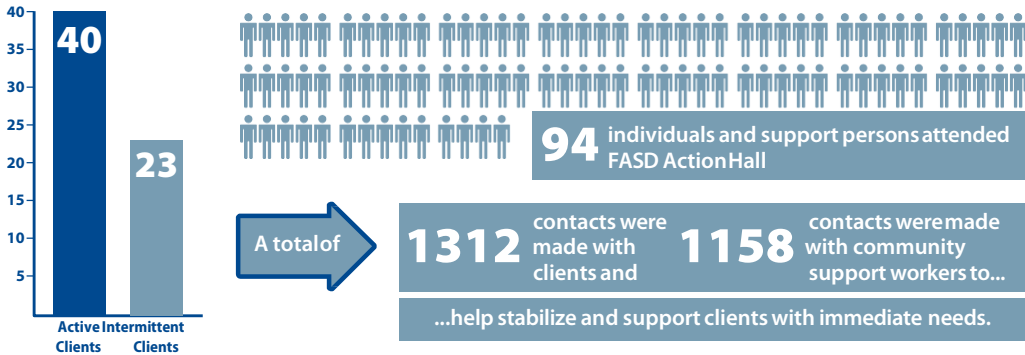 40
35
30
25
20
15
10
5
40
23
Active Intermittent
Clients Clients
94 individuals and support persons attended
FASD Action Hall
A total of
1312 contacts were
made with
clients and
1158 contacts were made
with community
support workers to...
...help stabilize and support clients with immediate needs.